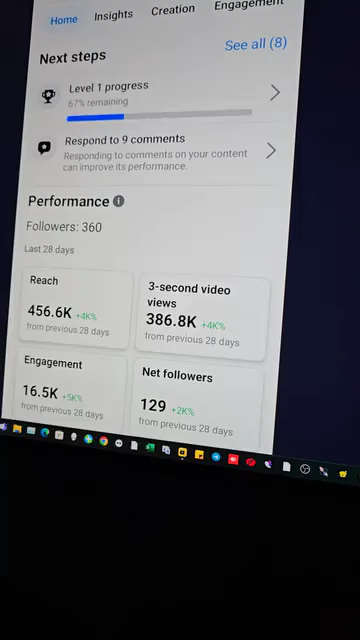 Home Insights Creation Engagement
Next steps See all (8)
Level 1 progress
67% remaining
Respond to 9 comments
Responding to comments on your content
can improve its performance.
Performance
Followers: 360
Last 28 days
Reach
456.6K +4K%
from previous 28 days
3-second video
views
386.8K +4K%
from previous 28 days
Engagement
16.5K +5K%
from previous 28 days
Net followers
129 +2K%
from previous 28 days